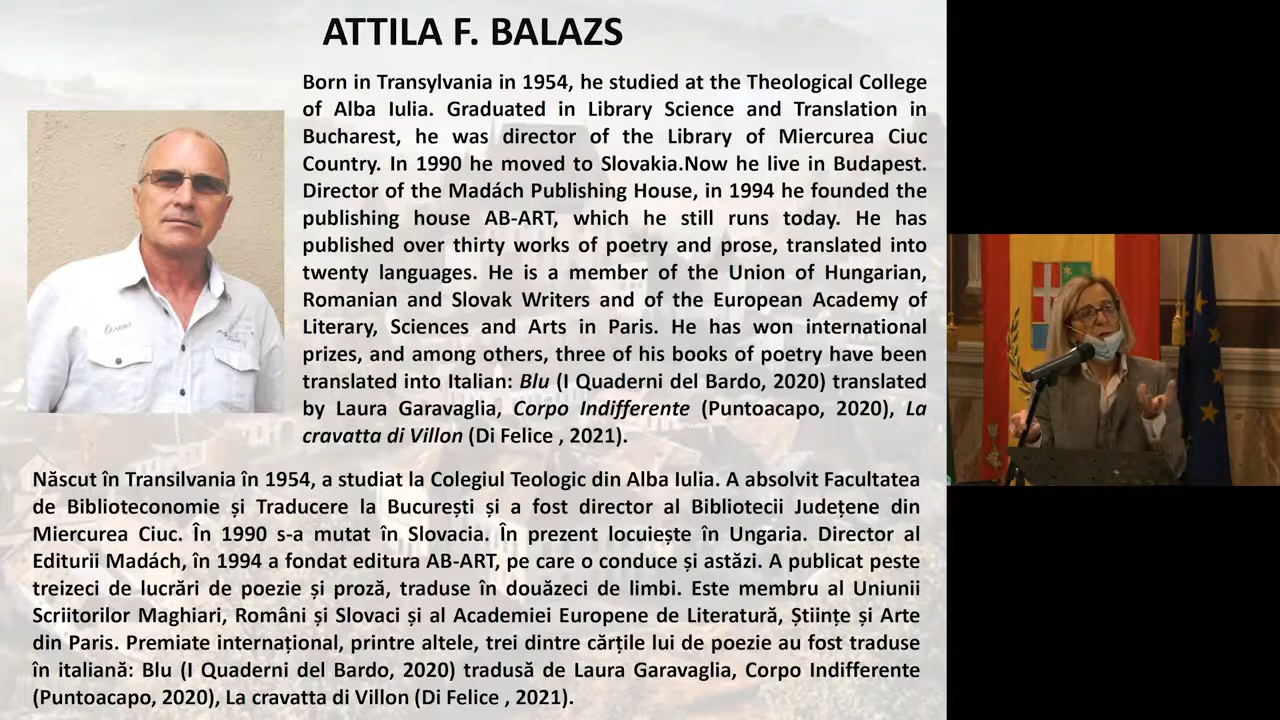 ATTILA F. BALAZS
Born in Transylvania in 1954, he studied at the Theological College
of Alba Iulia. Graduated in Library Science and Translation in
Bucharest, he was director of the Library of Miercurea Ciuc
Country. In 1990 he moved to Slovakia.Now he live in Budapest.
Director of the Madách Publishing House, in 1994 he founded the
publishing house AB-ART, which he still runs today. He has
published over thirty works of poetry and prose, translated into
twenty languages. He is a member of the Union of Hungarian,
Romanian and Slovak Writers and of the European Academy of
Literary, Sciences and Arts in Paris. He has won international
prizes, and among others, three of his books of poetry have been
translated into Italian: Blu (I Quaderni del Bardo, 2020) translated
by Laura Garavaglia, Corpo Indifferente (Puntoacapo, 2020), La
cravatta di Villon (Di Felice , 2021).
Născut în Transilvania în 1954, a studiat la Colegiul Teologic din Alba Iulia. A absolvit Facultatea
de Biblioteconomie și Traducere la București și a fost director al Bibliotecii Județene din
Miercurea Ciuc. În 1990 s-a mutat în Slovacia. În prezent locuiește în Ungaria. Director al
Editurii Madách, în 1994 a fondat editura AB-ART, pe care o conduce și astăzi. A publicat peste
treizeci de lucrări de poezie și proză, traduse în douăzeci de limbi. Este membru al Uniunii
Scriitorilor Maghiari, Români și Slovaci și al Academiei Europene de Literatură, Științe și Arte
din Paris. Premiate internațional, printre altele, trei dintre cărțile lui de poezie au fost traduse
în italiană: Blu (I Quaderni del Bardo, 2020) tradusă de Laura Garavaglia, Corpo Indifferente
(Puntoacapo, 2020), La cravatta di Villon (Di Felice , 2021).